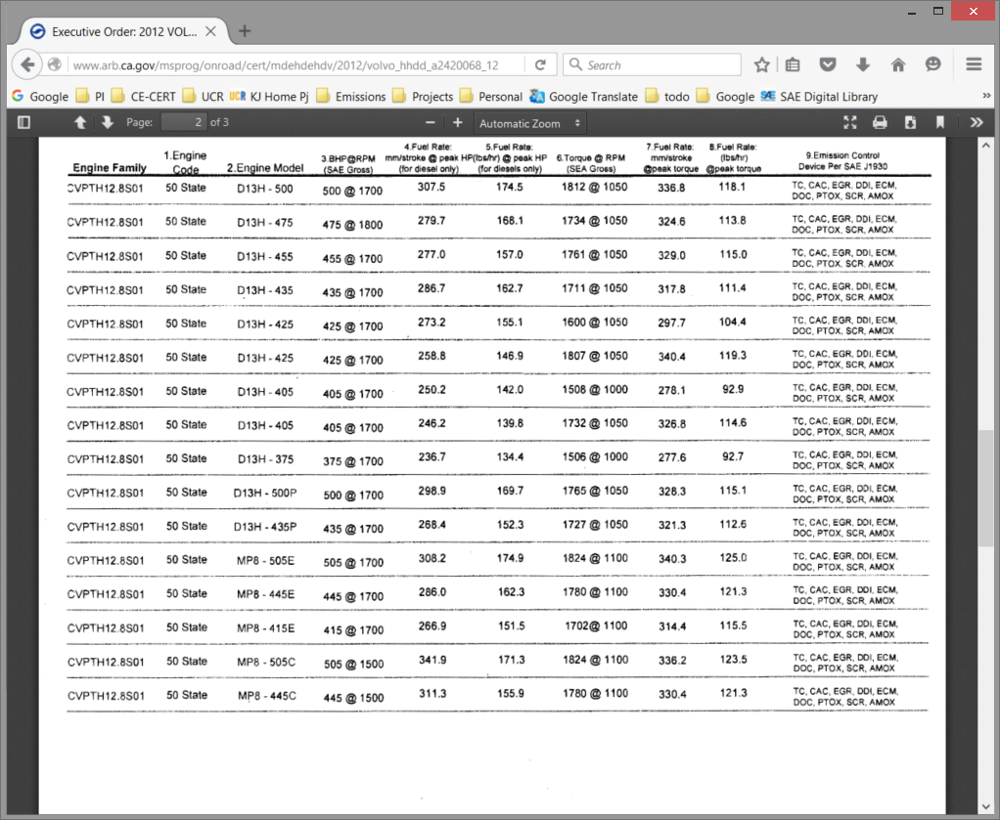 Executive Order: 2012 VOL...
www.arb.ca.gov/msprog/onroad/cert/mdehdehdv/2012/volvo_hhdd_a2420068_12
Search
Google PI CE-CERT UCR UCR KJ Home Pj Emissions Projects Personal Google Translate todo Google SAE SAE Digital Library
Page: 2 of 3
Automatic Zoom
Engine Family 1.Engine Code 2.Engine Model 3.BHP@RPM (SAE Gross) 4.Fuel Rate: mm/stroke @ peak HP (for diesel only) 5.Fuel Rate: (lbs/hr) @ peak HP (for diesels only) 6.Torque @ RPM (SEA Gross) 7.Fuel Rate: mm/stroke @peak torque 8.Fuel Rate: (lbs/hr) @peak torque 9.Emission Control Device Per SAE J1930
CVPTH12.8S01 50 State D13H - 500 500 @ 1700 307.5 174.5 1812 @ 1050 336.8 118.1 TC, CAC, EGR, DDI, ECM,
DOC, PTOX, SCR, AMOX
CVPTH12.8S01 50 State D13H - 475 475 @ 1800 279.7 168.1 1734 @ 1050 324.6 113.8 TC, CAC, EGR, DDI, ECM,
DOC, PTOX, SCR, AMOX
CVPTH12.8S01 50 State D13H - 455 455 @ 1700 277.0 157.0 1761 @ 1050 329.0 115.0 TC, CAC, EGR, DDI, ECM,
DOC, PTOX, SCR, AMOX
CVPTH12.8S01 50 State D13H - 435 435 @ 1700 286.7 162.7 1711 @ 1050 317.8 111.4 TC, CAC, EGR, DDI, ECM,
DOC, PTOX, SCR, AMOX
CVPTH12.8S01 50 State D13H - 425 425 @ 1700 273.2 155.1 1600 @ 1050 297.7 104.4 TC, CAC, EGR, DDI, ECM,
DOC, PTOX, SCR, AMOX
CVPTH12.8S01 50 State D13H - 425 425 @ 1700 258.8 146.9 1807 @ 1050 340.4 119.3 TC, CAC, EGR, DDI, ECM,
DOC, PTOX, SCR, AMOX
CVPTH12.8S01 50 State D13H - 405 405 @ 1700 250.2 142.0 1508 @ 1000 278.1 92.9 TC, CAC, EGR, DDI, ECM,
DOC, PTOX, SCR, AMOX
CVPTH12.8S01 50 State D13H - 405 405 @ 1700 246.2 139.8 1732 @ 1050 326.8 114.6 TC, CAC, EGR, DDI, ECM,
DOC, PTOX, SCR, AMOX
CVPTH12.8S01 50 State D13H - 375 375 @ 1700 236.7 134.4 1506 @ 1000 277.6 92.7 TC, CAC, EGR, DDI, ECM,
DOC, PTOX, SCR, AMOX
CVPTH12.8S01 50 State D13H - 500P 500 @ 1700 298.9 169.7 1765 @ 1050 328.3 115.1 TC, CAC, EGR, DDI, ECM,
DOC, PTOX, SCR, AMOX
CVPTH12.8S01 50 State D13H - 435P 435 @ 1700 268.4 152.3 1727 @ 1050 321.3 112.6 TC, CAC, EGR, DDI, ECM,
DOC, PTOX, SCR, AMOX
CVPTH12.8S01 50 State MP8 - 505E 505 @ 1700 308.2 174.9 1824 @ 1100 340.3 125.0 TC, CAC, EGR, DDI, ECM,
DOC, PTOX, SCR, AMOX
CVPTH12.8S01 50 State MP8 - 445E 445 @ 1700 286.0 162.3 1780 @ 1100 330.4 121.3 TC, CAC, EGR, DDI, ECM,
DOC, PTOX, SCR, AMOX
CVPTH12.8S01 50 State MP8 - 415E 415 @ 1700 266.9 151.5 1702@ 1100 314.4 115.5 TC, CAC, EGR, DDI, ECM,
DOC, PTOX, SCR, AMOX
CVPTH12.8S01 50 State MP8 - 505C 505 @ 1500 341.9 171.3 1824 @ 1100 336.2 123.5 TC, CAC, EGR, DDI, ECM,
DOC, PTOX, SCR, AMOX
CVPTH12.8S01 50 State MP8 - 445C 445 @ 1500 311.3 155.9 1780 @ 1100 330.4 121.3 TC, CAC, EGR, DDI, ECM,
DOC, PTOX, SCR, AMOX